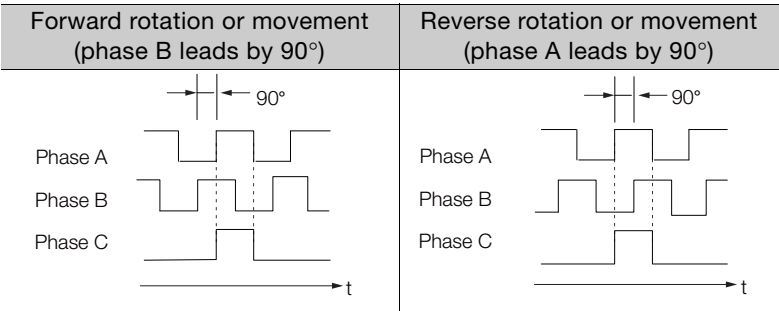 Forward rotation or movement
(phase B leads by 90°)
Reverse rotation or movement
(phase A leads by 90°)
90°
Phase A
Phase B
Phase C
t
90°
Phase A
Phase B
Phase C
t